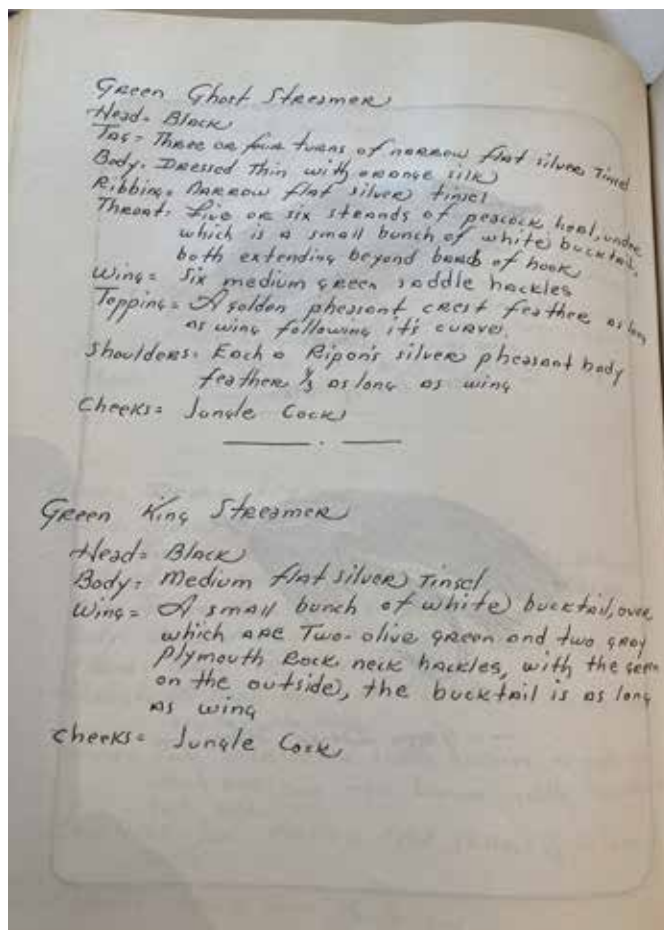 Green Ghost Streamer
Head = Black
Tag = Three or four turns of narrow flat silver Tinsel
Body. Dressed Thin with orange silk
Ribbing = Narrow flat silver tinsel
Throat = Five or six strands of peacock herl, under
which is a small bunch of white bucktail,
both extending beyond barb of hook
Wing = Six medium green saddle hackles
Topping = A golden pheasant crest feather as long
as wing following it's curve.
Shoulders. Each a Ripon's silver pheasant body
feather 1/3 as long as wing
Cheeks = Jungle Cock
Green King Streamer
Head = Black
Body = Medium flat silver Tinsel
Wing = A small bunch of white bucktail, over
which are Two-olive green and two gray
Plymouth Rock neck hackles, with the green
on the outside, the bucktail is as long
as wing
cheeks = Jungle Cock